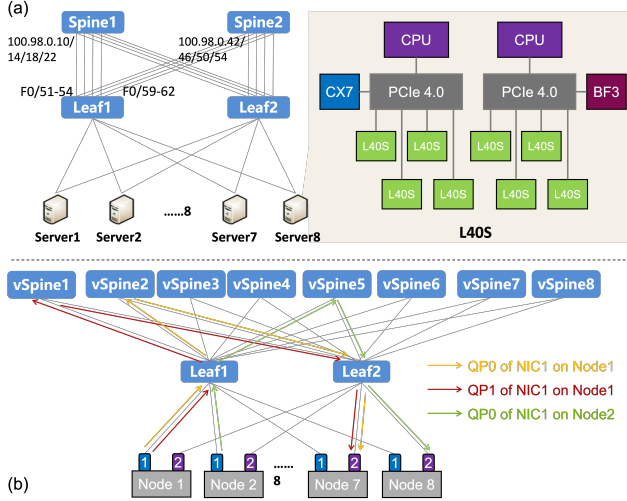 (a)
Spine1
Spine2
100.98.0.10/
14/18/22
100.98.0.42/
46/50/54
F0/51-54
F0/59-62
Leaf1
Leaf2
Server1
Server2
……8
Server7
Server8
CPU
CPU
CX7
PCIe 4.0
PCIe 4.0
BF3
L40S
L40S
L40S
L40S
L40S
L40S
L40S
L40S
L40S
vSpine1
vSpine2
vSpine3
vSpine4
vSpine5
vSpine6
vSpine7
vSpine8
Leaf1
Leaf2
QP0 of NIC1 on Node1
QP1 of NIC1 on Node1
QP0 of NIC1 on Node2
1
2
1
2
1
2
1
2
Node 1
Node 2
……
8
Node 7
Node 8
(b)